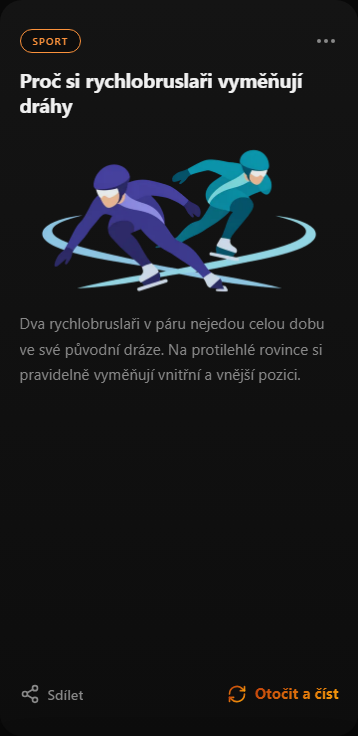 SPORT
Proč si rychlobruslaři vyměňují
dráhy
Dva rychlobruslaři v páru nejedou celou dobu
ve své původní dráze. Na protilehlé rovince si
pravidelně vyměňují vnitřní a vnější pozici.
Sdílet
Otočit a číst